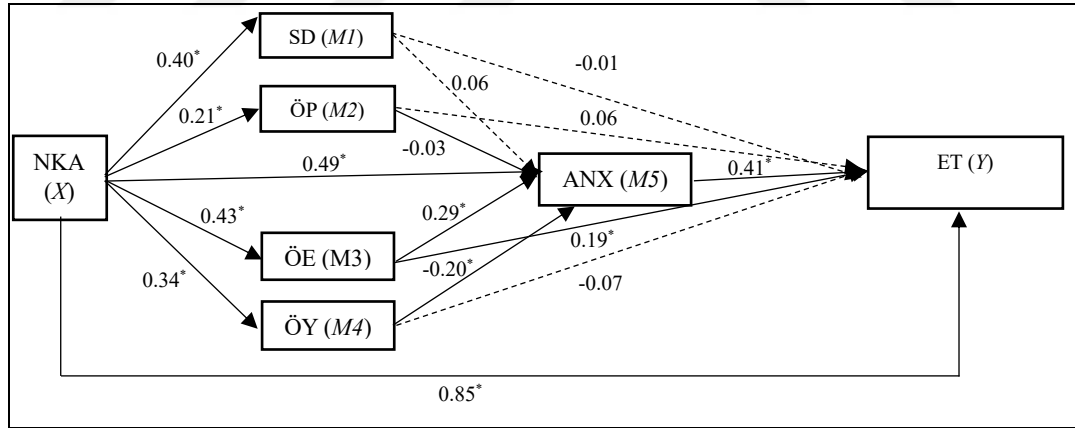 SD (M1)
0.40*
-0.01
0.06
ÖP (M2)
0.21*
0.06
-0.03
NKA
(X)
0.49*
ANX (M5)
0.41*
ET (Y)
0.43*
0.29*
ÖE (M3)
0.19*
-0.20*
0.34*
-0.07
ÖY (M4)
0.85*